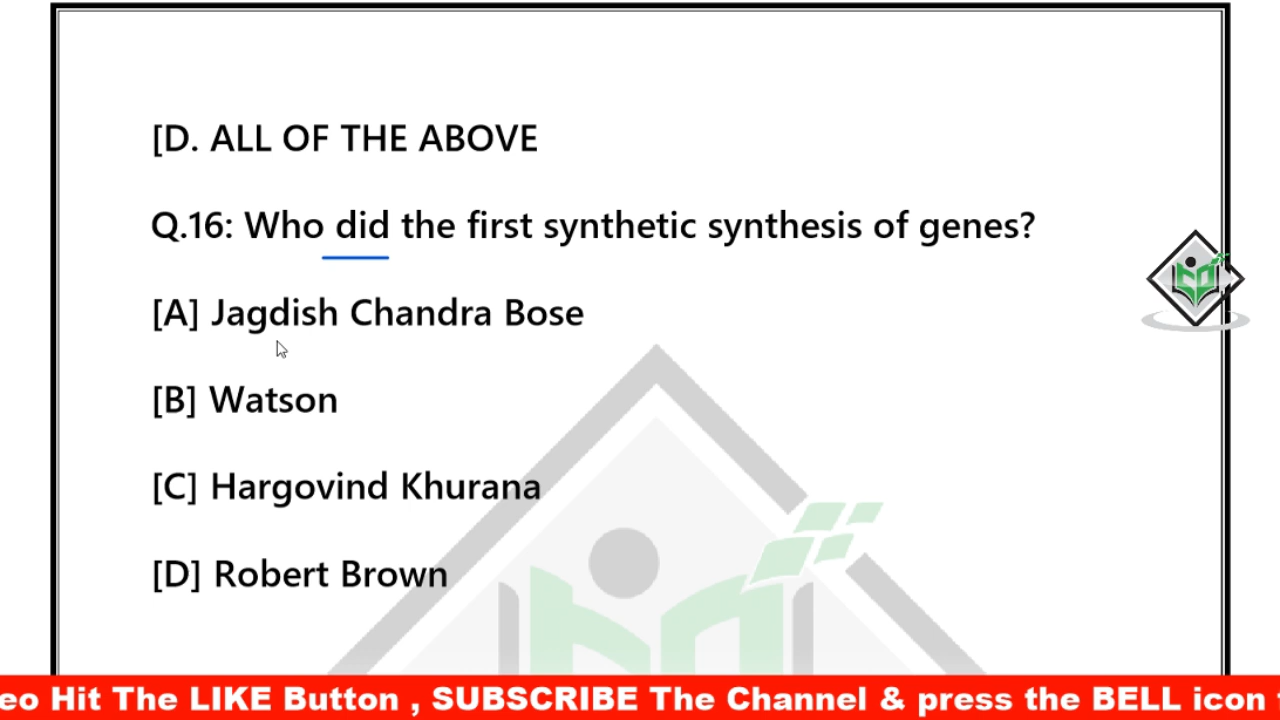 [D. ALL OF THE ABOVE
Q.16: Who did the first synthetic synthesis of genes?
[A] Jagdish Chandra Bose
[B] Watson
[C] Hargovind Khurana
[D] Robert Brown
eo Hit The LIKE Button , SUBSCRIBE The Channel & press the BELL icon